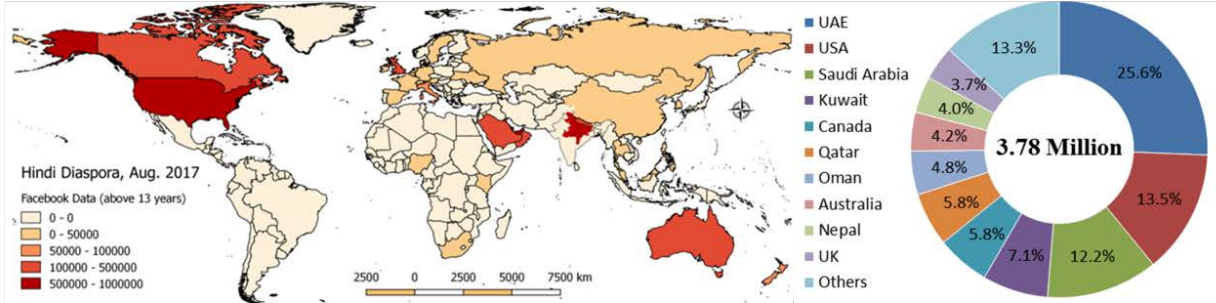 Hindi Diaspora, Aug. 2017
Facebook Data (above 13 years)
0 - 0
0 - 50000
50000 - 100000
100000 - 500000
500000 - 1000000
2500 0 2500 5000 7500 km
UAE
USA
Saudi Arabia
Kuwait
Canada
Qatar
Oman
Australia
Nepal
UK
Others
25.6%
13.5%
12.2%
7.1%
5.8%
5.8%
4.8%
4.2%
4.0%
3.7%
13.3%
3.78 Million